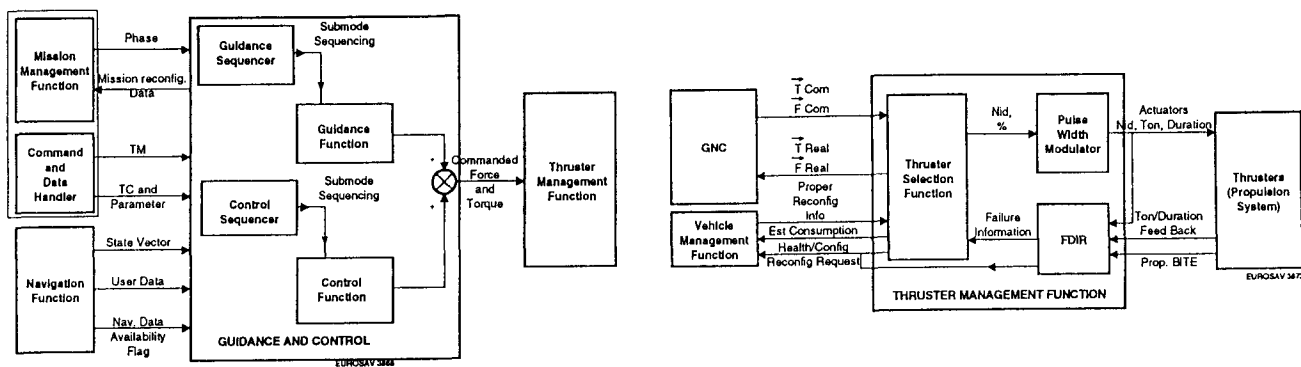 Mission
Management
Function
Phase
Mission reconfig.
Data
Command
and
Data
Handler
TM
TC and
Parameter
Navigation
Function
State Vector
User Data
Nav. Data
Availability
Flag
Guidance
Sequencer
Submode
Sequencing
Guidance
Function
Control
Sequencer
Submode
Sequencing
Control
Function
GUIDANCE AND CONTROL
+
+
Commanded
Force
and
Torque
Thruster
Management
Function
GNC
T Com
F Com
T Real
F Real
Proper
Reconfig
Info
Vehicle
Management
Function
Est Consumption
Health/Config
Reconfig Request
Thruster
Selection
Function
Nid,
%
Pulse
Width
Modulator
Failure
Information
FDIR
THRUSTER MANAGEMENT FUNCTION
Actuators
Nid, Ton, Duration
Ton/Duration
Feed Back
Prop. BITE
Thrusters
(Propulsion
System)
EUROSAV
EUROSAV